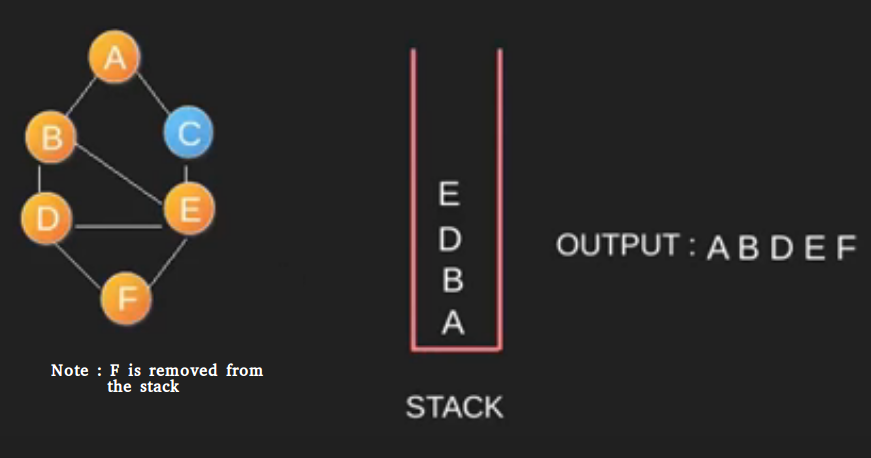 A
B
C
D
E
F
Note : F is removed from
the stack
E
D
B
A
STACK
OUTPUT : A B D E F